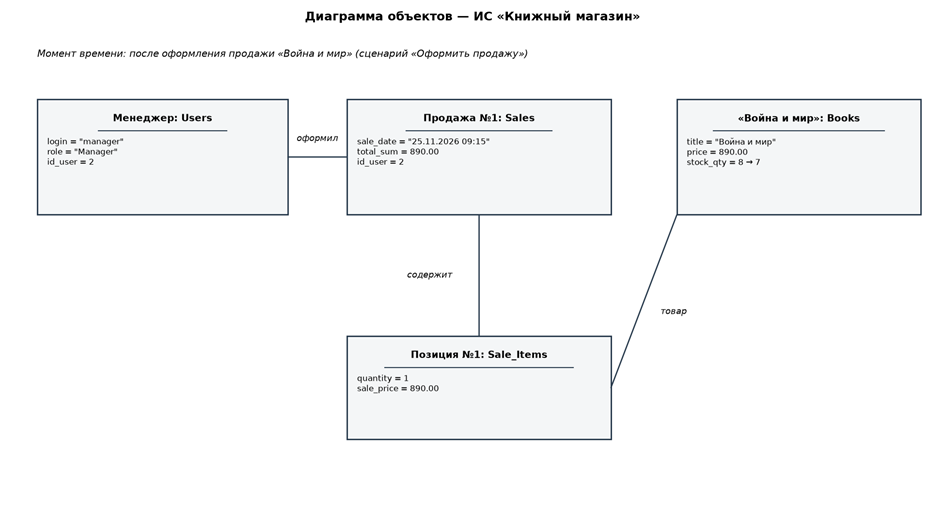 Диаграмма объектов — ИС «Книжный магазин»
Момент времени: после оформления продажи «Война и мир» (сценарий «Оформить продажу»)
Менеджер: Users
login = "manager"
role = "Manager"
id_user = 2
оформил
Продажа №1: Sales
sale_date = "25.11.2026 09:15"
total_sum = 890.00
id_user = 2
«Война и мир»: Books
title = "Война и мир"
price = 890.00
stock_qty = 8 → 7
содержит
товар
Позиция №1: Sale_Items
quantity = 1
sale_price = 890.00